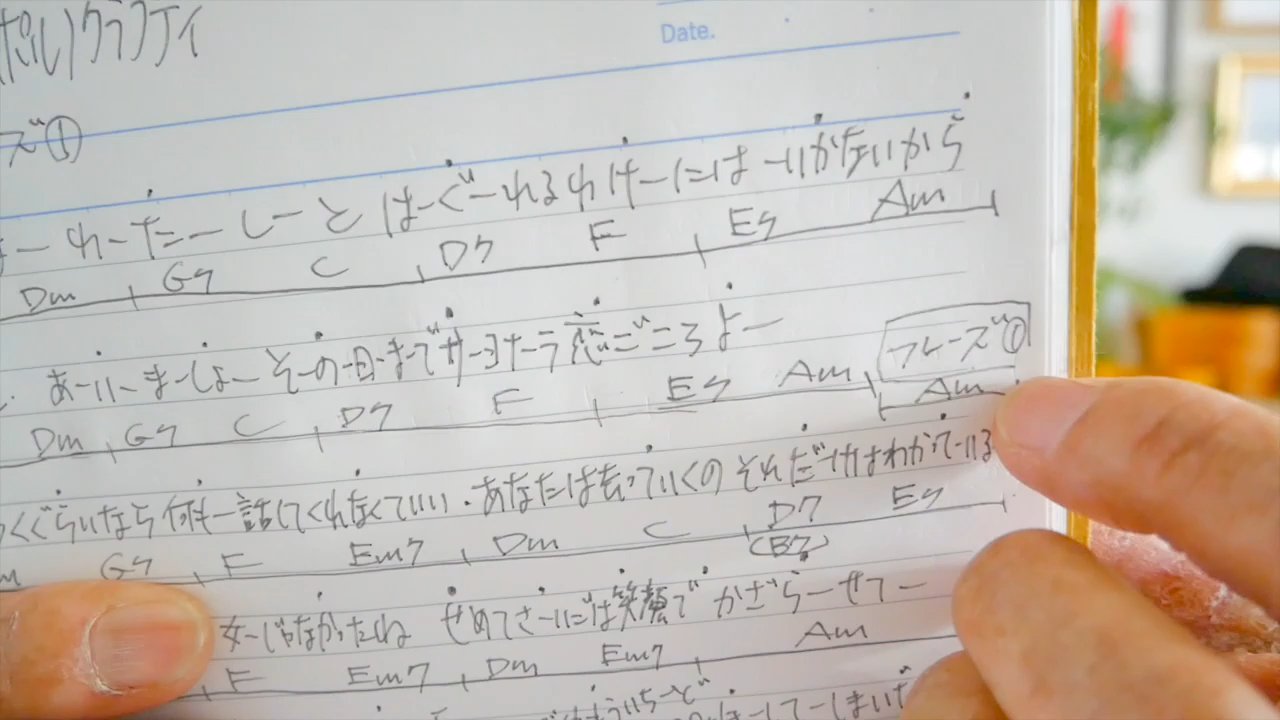 ポルノグラフィティ
Date.
ズ①
わーたーしーと はーぐーれるわけーにはーいかないから
Dm G7 C D7 F E7 Am
あーいーまーしょー そーの日まで サーヨナーラ 恋ごころよー
フレーズ①
Dm G7 C D7 F E7 Am Am
くぐらいなら 何もー話してくれなくていい・あなたは去っていくの それだーけはわかっている
m G7 F Em7 Dm C D7 E7
(B7)
女ーじゃなかったね せめてさーいごは笑顔で かざらーせてー
F Em7 Dm Em7 Am